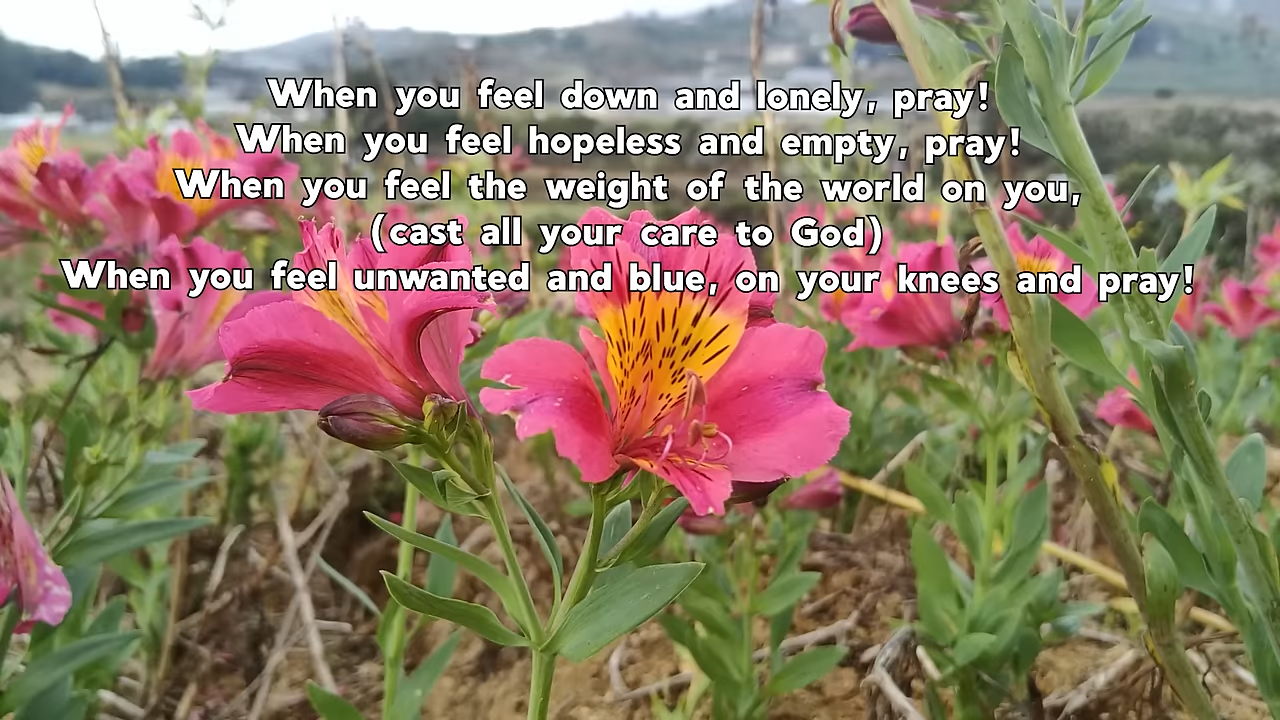 When you feel down and lonely, pray!
When you feel hopeless and empty, pray!
When you feel the weight of the world on you,
(cast all your care to God)
When you feel unwanted and blue, on your knees and pray!